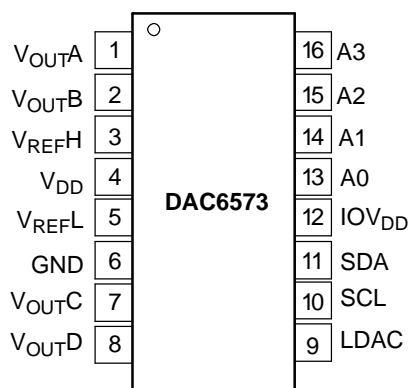 VOUTA 1 16 A3
VOUTB 2 15 A2
VREFH 3 14 A1
VDD 4 13 A0
DAC6573
VREFL 5 12 IOVDD
GND 6 11 SDA
VOUTC 7 10 SCL
VOUTD 8 9 LDAC